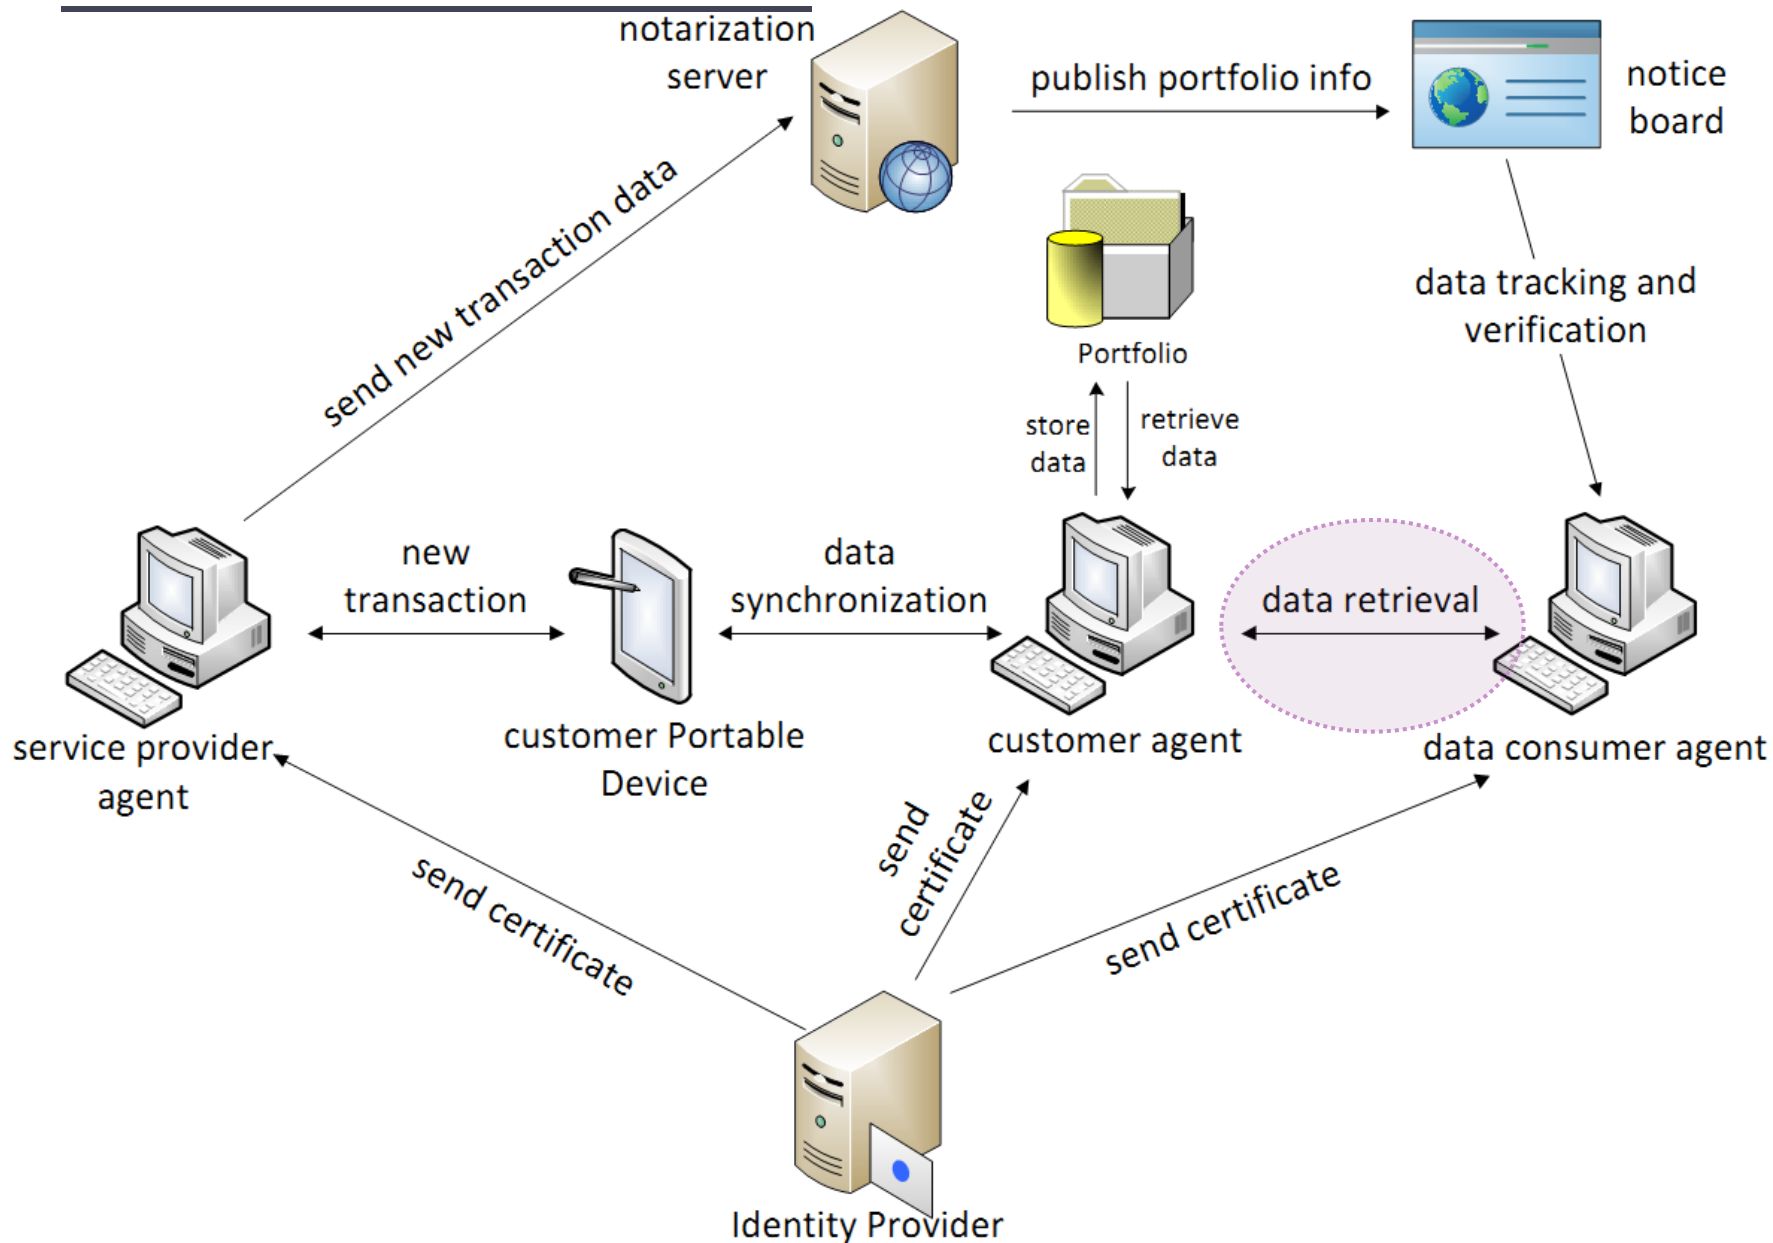 notarization
server
publish portfolio info
notice
board
send new transaction data
data tracking and
verification
Portfolio
store
data
retrieve
data
new
transaction
data
synchronization
data retrieval
service provider
agent
customer Portable
Device
customer agent
data consumer agent
send certificate
send
certificate
send certificate
Identity Provider